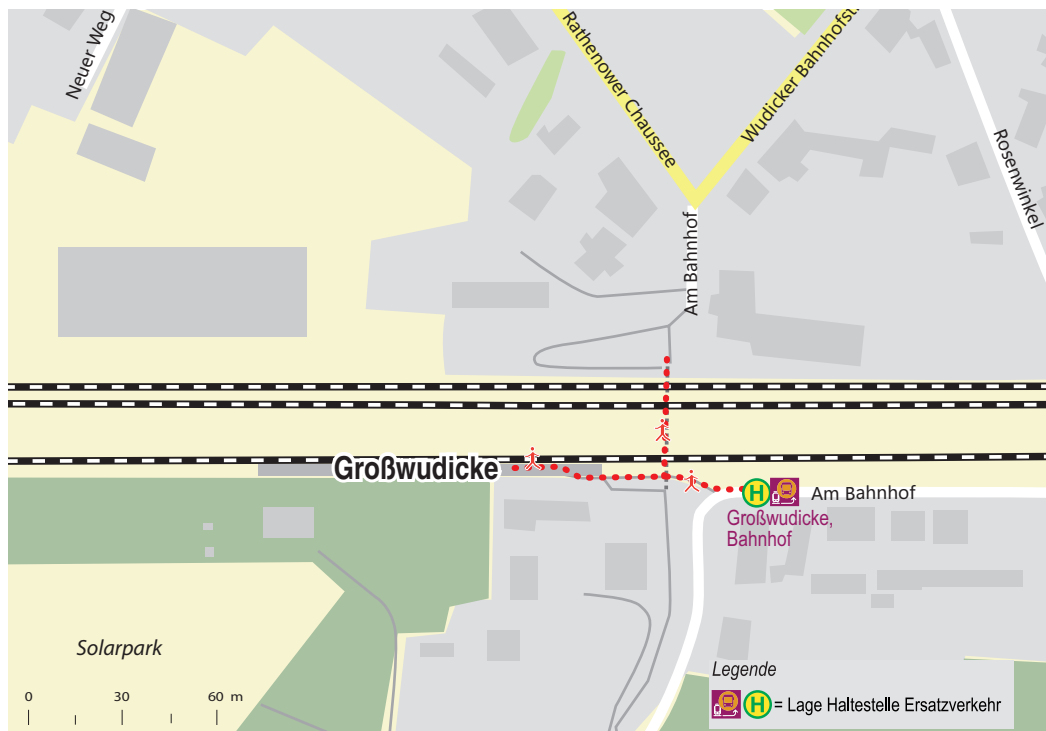 Neuer Weg
Rathenower Chaussee
Wudicker Bahnhofst
Rosenwinkel
Am Bahnhof
Großwudicke
H
Am Bahnhof
Großwudicke,
Bahnhof
Solarpark
0 30 60 m
Legende
H = Lage Haltestelle Ersatzverkehr